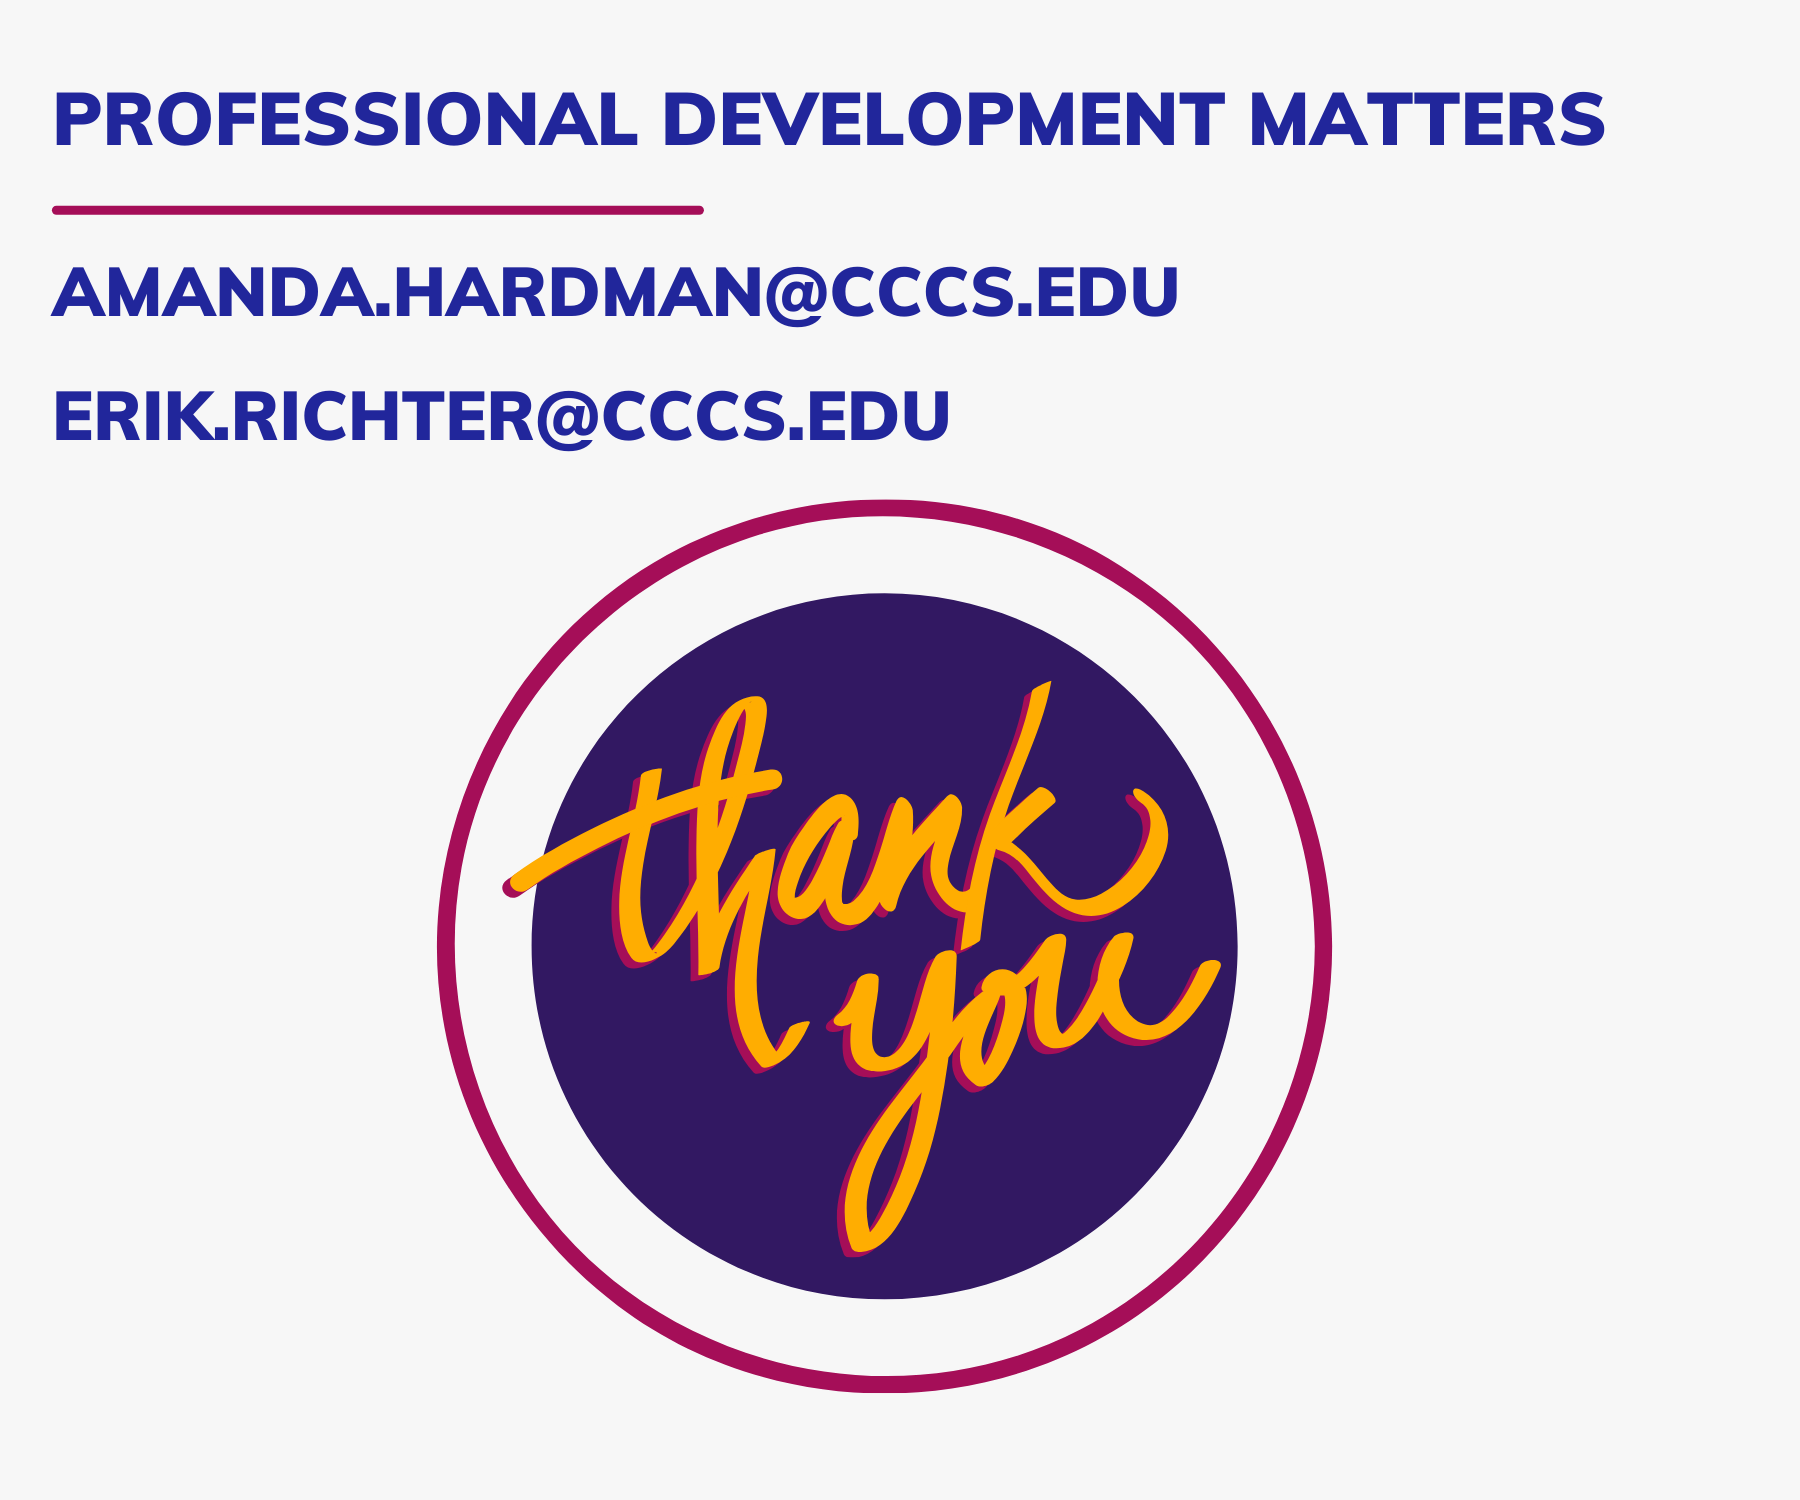 PROFESSIONAL DEVELOPMENT MATTERS
AMANDA.HARDMAN@CCCS.EDU
ERIK.RICHTER@CCCS.EDU
thank
you